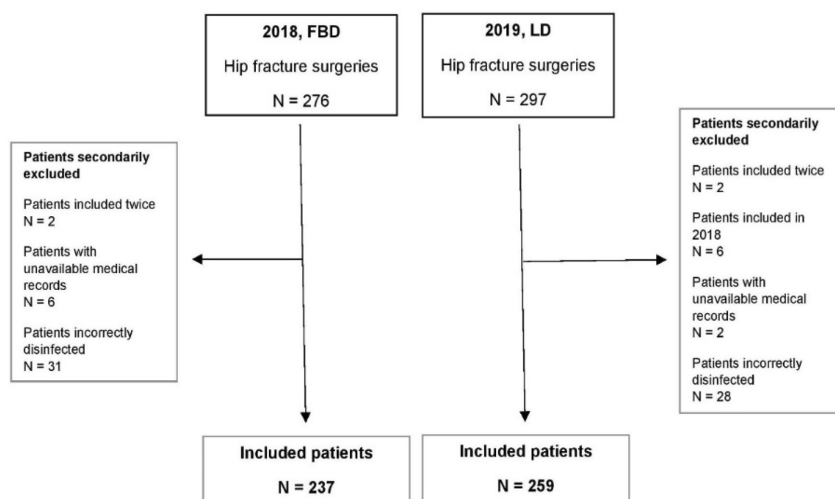 2018, FBD
Hip fracture surgeries
N = 276
2019, LD
Hip fracture surgeries
N = 297
Patients secondarily
excluded
Patients included twice
N = 2
Patients with
unavailable medical
records
N = 6
Patients incorrectly
disinfected
N = 31
Patients secondarily
excluded
Patients included twice
N = 2
Patients included in
2018
N = 6
Patients with
unavailable medical
records
N = 2
Patients incorrectly
disinfected
N = 28
Included patients
N = 237
Included patients
N = 259